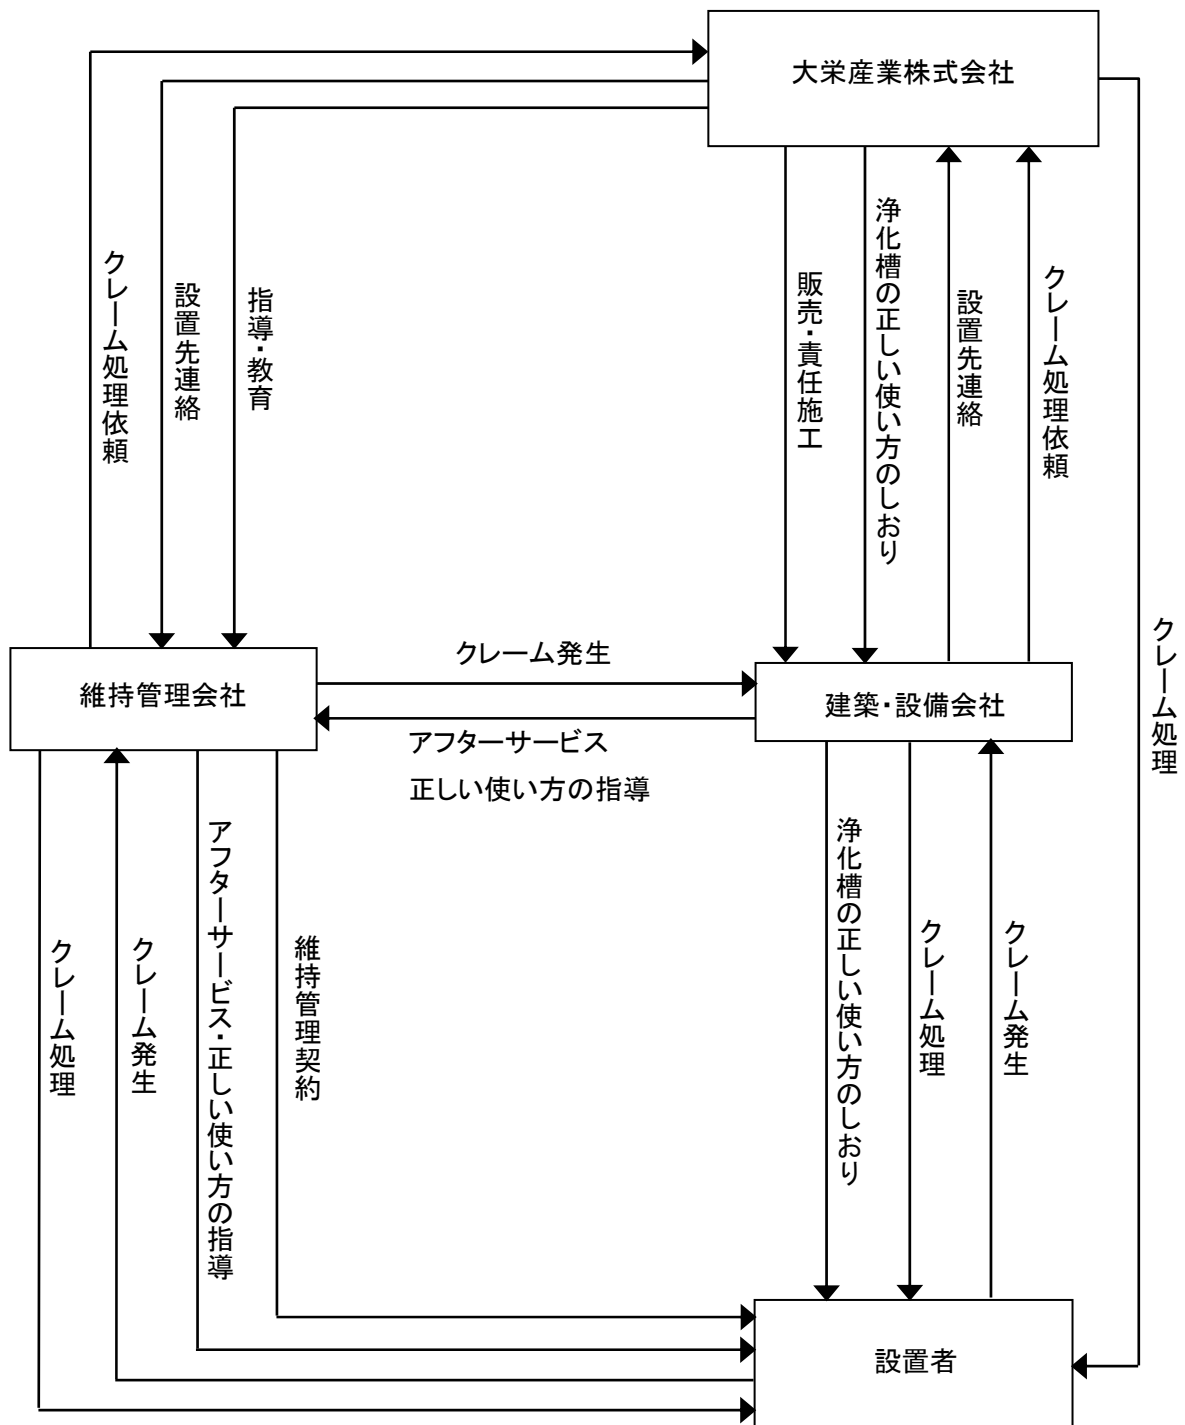 大栄産業株式会社
クレーム処理依頼
設置先連絡
指導・教育
販売・責任施工
浄化槽の正しい使い方のしおり
設置先連絡
クレーム処理依頼
クレーム処理
維持管理会社
クレーム発生
アフターサービス
正しい使い方の指導
建築・設備会社
クレーム処理
クレーム発生
アフターサービス・正しい使い方の指導
維持管理契約
浄化槽の正しい使い方のしおり
クレーム処理
クレーム発生
設置者